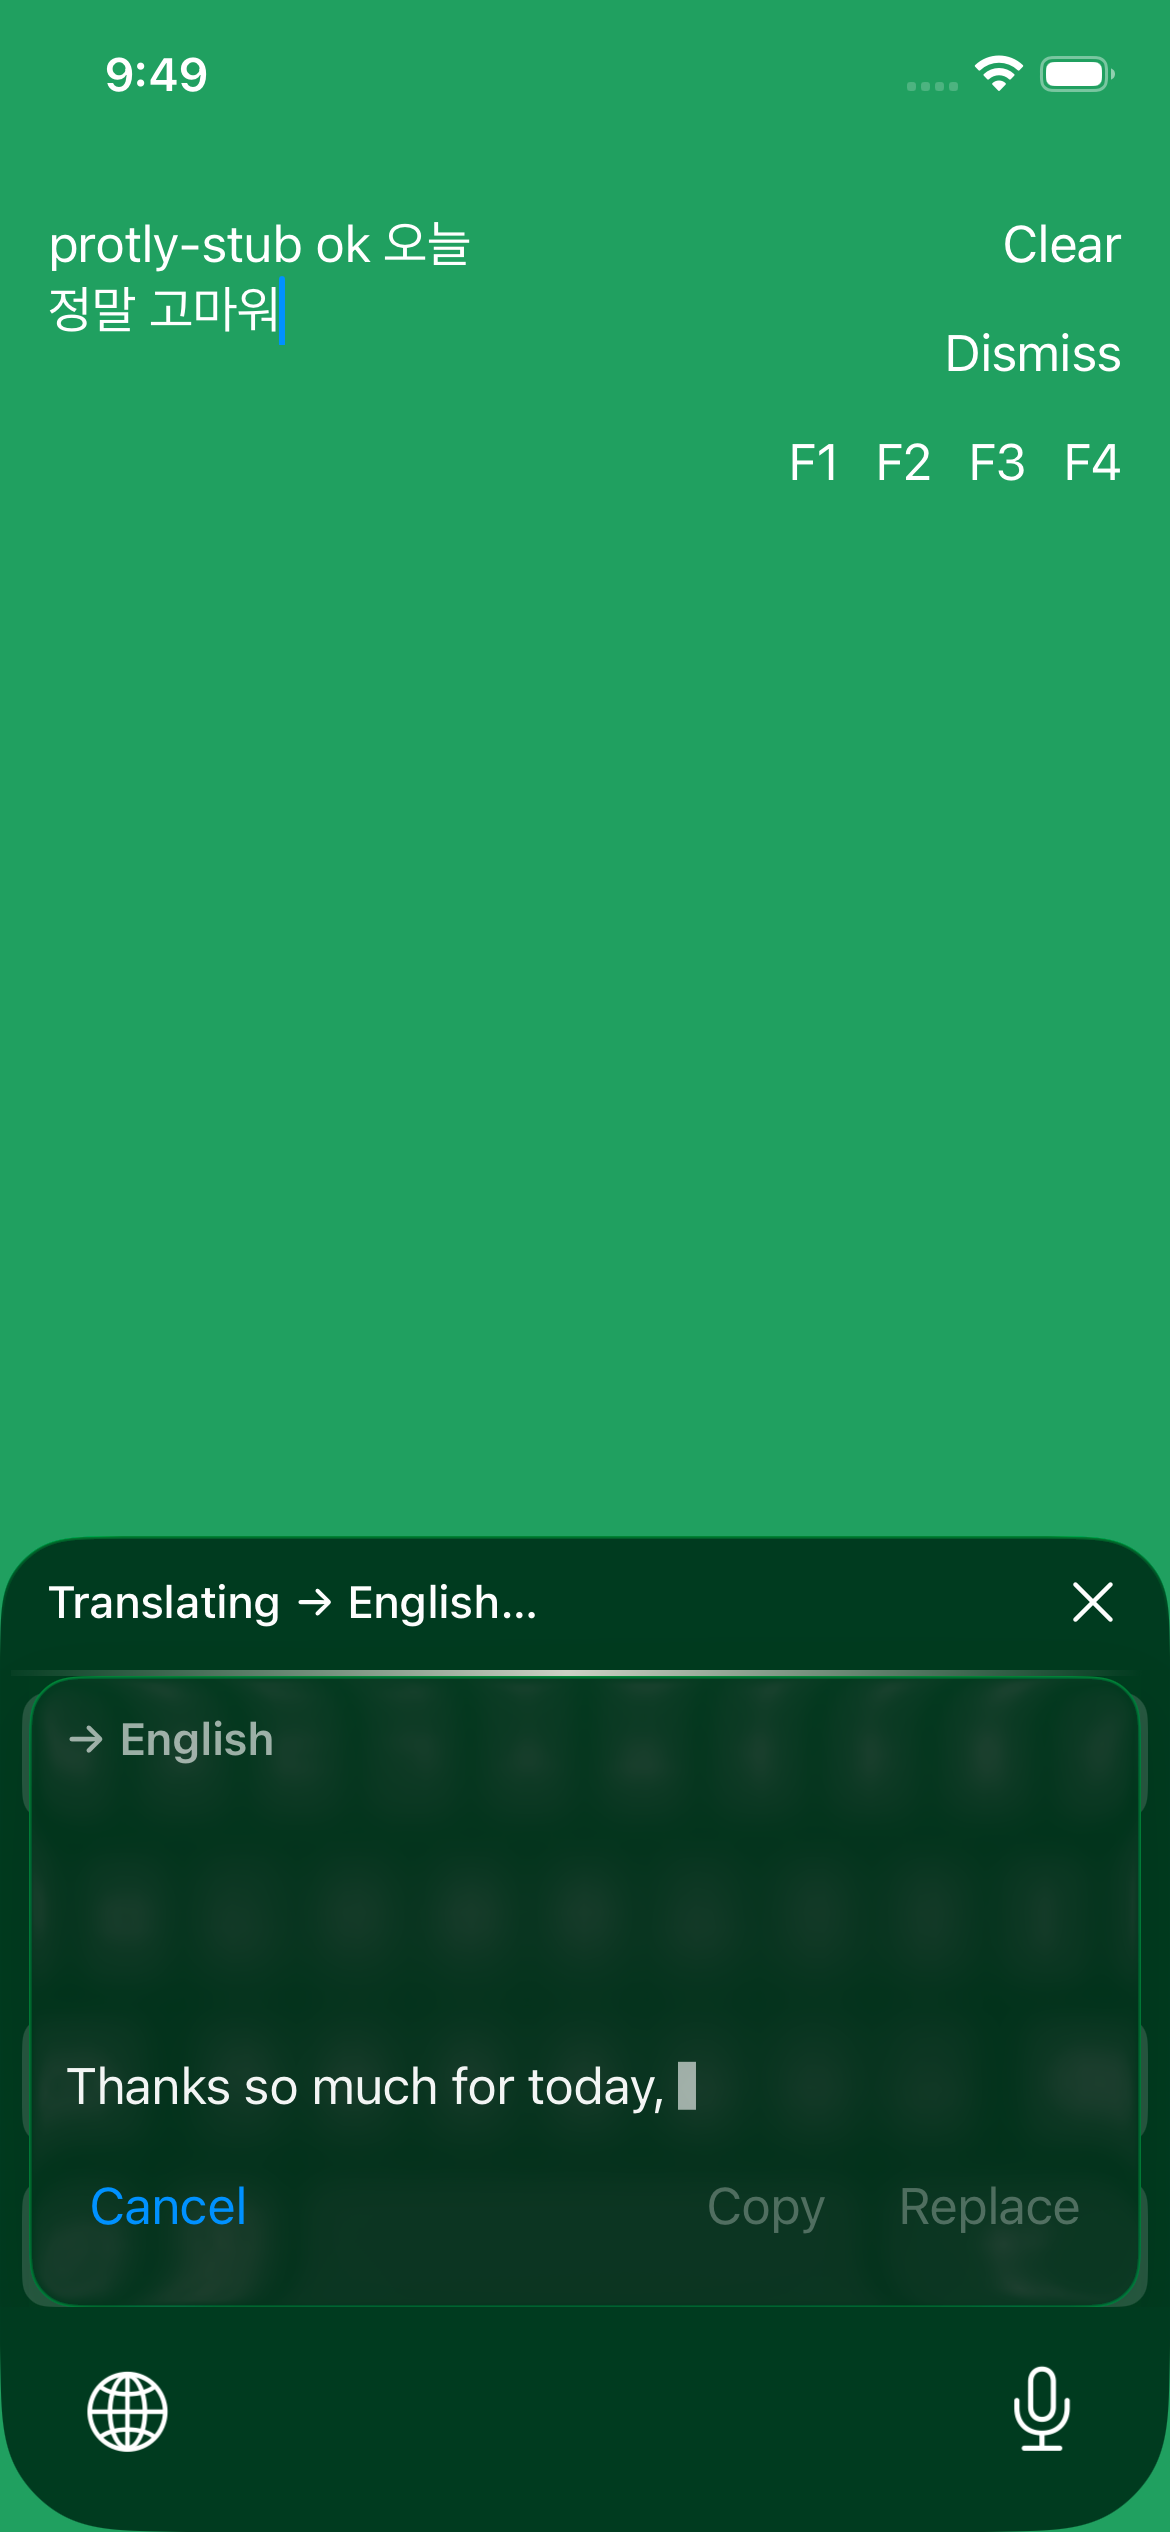 9:49
protly-stub ok 오늘
정말 고마워
Clear
Dismiss
F1 F2 F3 F4
Translating → English...
→ English
Thanks so much for today,
Cancel
Copy
Replace